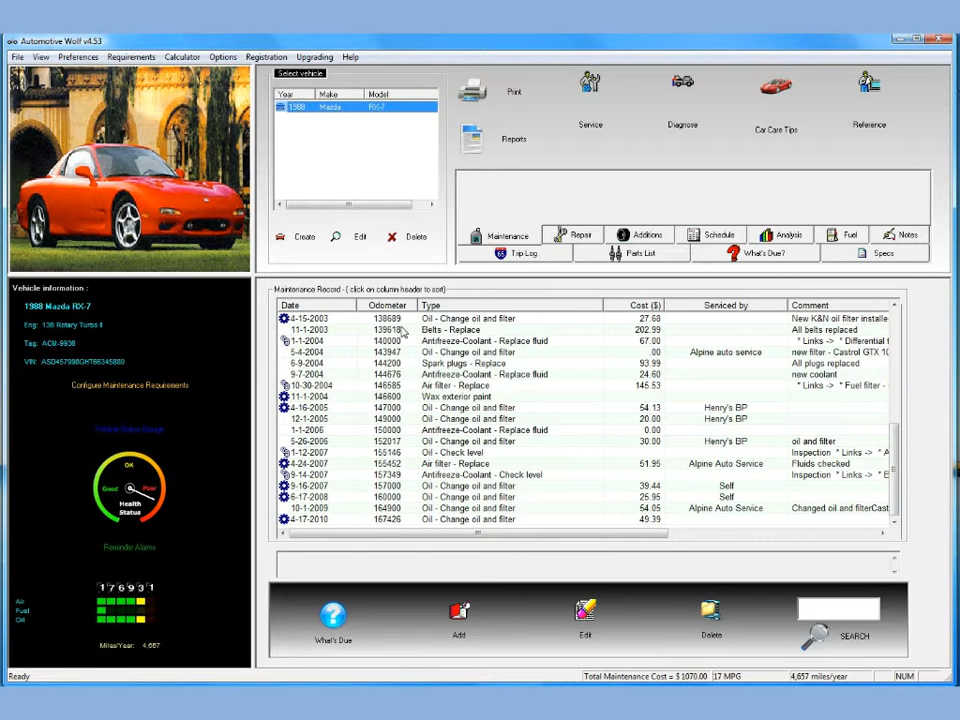 Automotive Wolf v4.53
File View Preferences Requirements Calculator Options Registration Upgrading Help
Select vehicle
Year Make Model
1988 Mazda RX-7
Create Edit Delete
Print
Reports
Service Diagnose Car Care Tips Reference
Maintenance Repair Additions Schedule Analysis Fuel Notes
Trip Log Parts List What's Due? Specs
Vehicle information :
1988 Mazda RX-7
Eng: 13B Rotary Turbo II
Tag: ACM-9936
VIN: ASD457998GHT66345889
Configure Maintenance Requirements
OK
Good Poor
Health
Status
Reminder Alarms
1 7 6 9 3 1
Air
Fuel
Oil
Miles/Year: 4,657
Maintenance Record - ( click on column header to sort)
Date Odometer Type Cost ($) Serviced by Comment
4-15-2003 138689 Oil - Change oil and filter 27.68 New K&N oil filter installe
11-1-2003 139618 Belts - Replace 202.99 All belts replaced
1-1-2004 140000 Antifreeze-Coolant - Replace fluid 67.00 * Links -> * Differential f
5-4-2004 143947 Oil - Change oil and filter .00 Alpine auto service new filter - Castrol GTX 10
6-9-2004 144200 Spark plugs - Replace 93.99 All plugs replaced
9-7-2004 144676 Antifreeze-Coolant - Replace fluid 24.60 new coolant
10-30-2004 146585 Air filter - Replace 145.53 * Links -> * Fuel filter -
11-1-2004 146600 Wax exterior paint
4-16-2005 147000 Oil - Change oil and filter 54.13 Henry's BP
12-1-2005 149000 Oil - Change oil and filter 20.00 Henry's BP
1-1-2006 150000 Antifreeze-Coolant - Replace fluid 0.00
5-26-2006 152017 Oil - Change oil and filter 30.00 Henry's BP oil and filter
1-12-2007 155146 Oil - Check level Inspection * Links -> * A
4-24-2007 155452 Air filter - Replace 51.95 Alpine Auto Service Fluids checked
9-14-2007 157349 Antifreeze-Coolant - Check level Inspection * Links -> * E
9-16-2007 157000 Oil - Change oil and filter 39.44 Self
6-17-2008 160000 Oil - Change oil and filter 25.95 Self
10-1-2009 164900 Oil - Change oil and filter 54.05 Alpine Auto Service Changed oil and filterCast
4-17-2010 167426 Oil - Change oil and filter 49.39
What's Due Add Edit Delete SEARCH
Ready Total Maintenance Cost = $1070.00 17 MPG 4,657 miles/year NUM